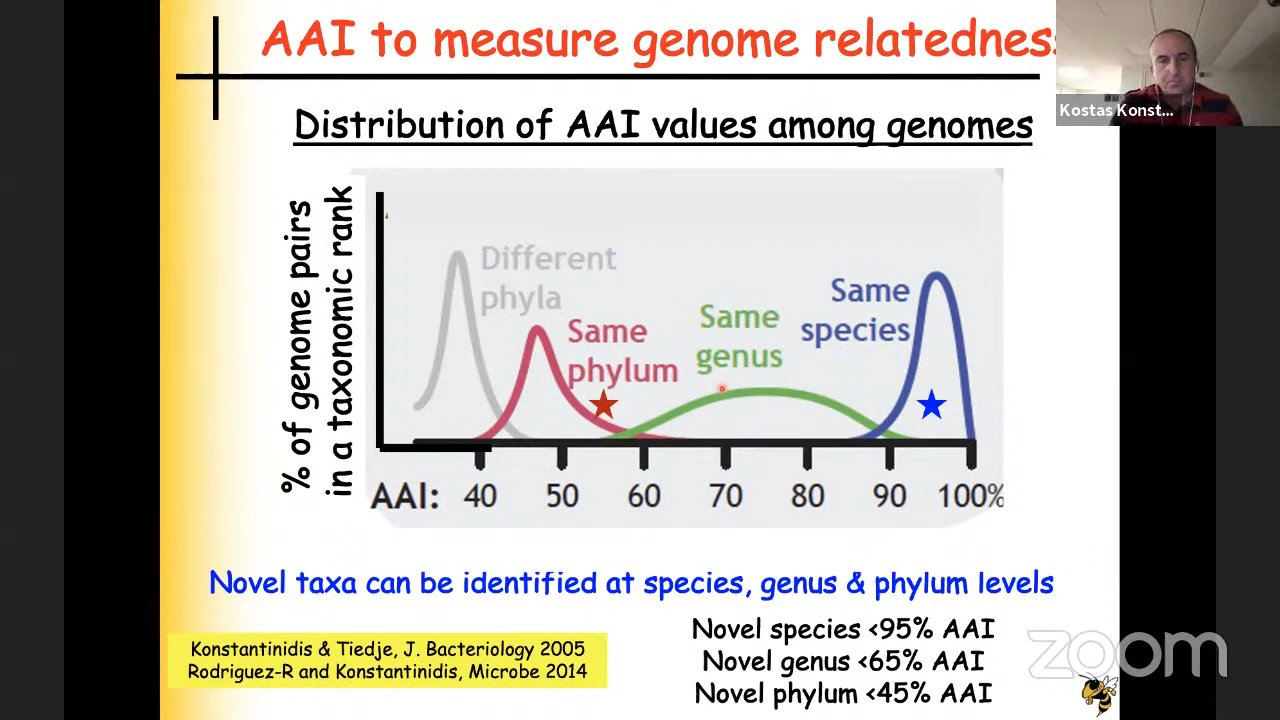 AAI to measure genome relatednes
Kostas Konst...
Distribution of AAI values among genomes
% of genome pairs
in a taxonomic rank
Different
phyla
Same
phylum
Same
genus
Same
species
AAI: 40 50 60 70 80 90 100%
Novel taxa can be identified at species, genus & phylum levels
Konstantinidis & Tiedje, J. Bacteriology 2005
Rodriguez-R and Konstantinidis, Microbe 2014
Novel species <95% AAI
Novel genus <65% AAI
Novel phylum <45% AAI
zoom